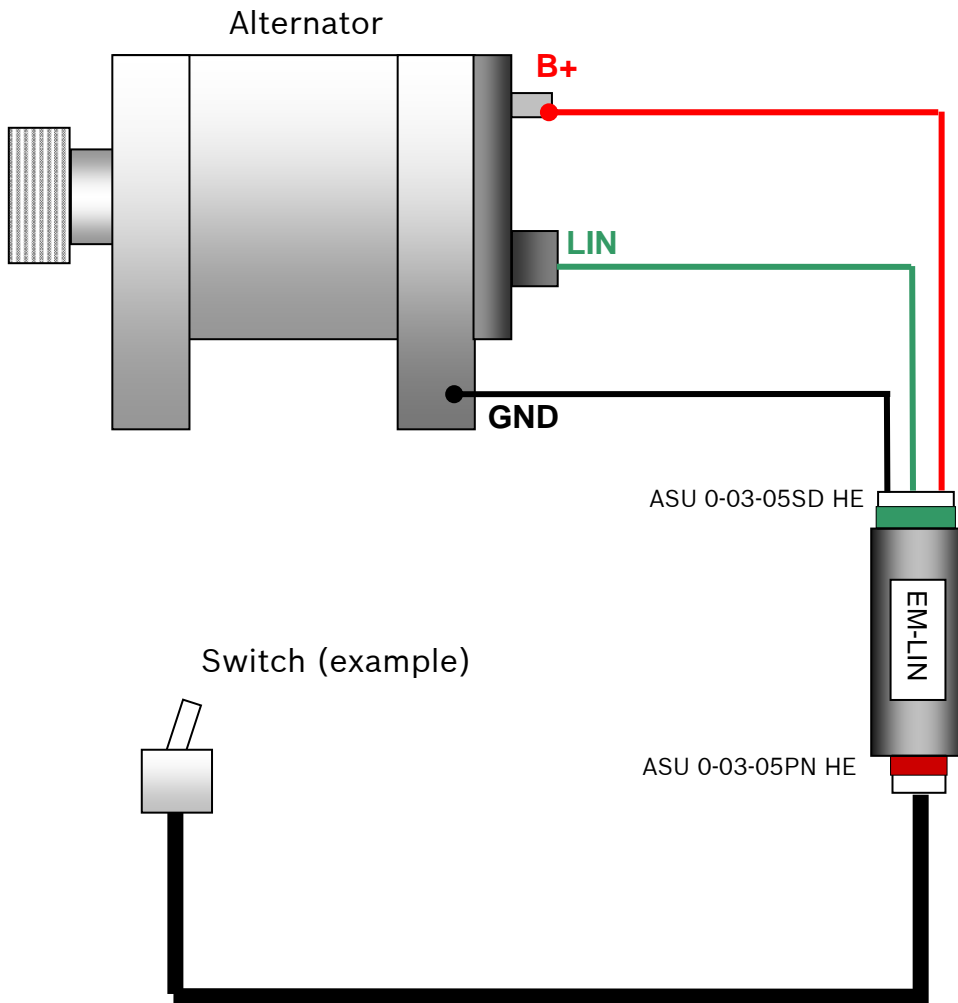 Alternator
B+
LIN
GND
ASU 0-03-05SD HE
EM-LIN
Switch (example)
ASU 0-03-05PN HE